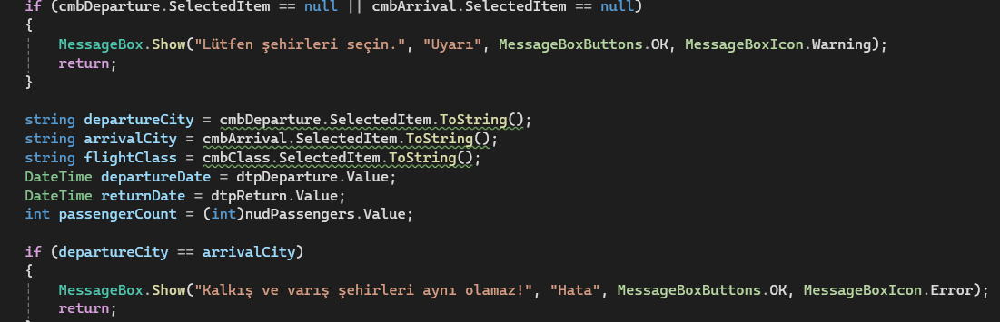 if (cmbDeparture.SelectedItem == null || cmbArrival.SelectedItem == null)
{
MessageBox.Show("Lütfen şehirleri seçin.", "Uyarı", MessageBoxButtons.OK, MessageBoxIcon.Warning);
return;
}
string departureCity = cmbDeparture.SelectedItem.ToString();
string arrivalCity = cmbArrival.SelectedItem.ToString();
string flightClass = cmbClass.SelectedItem.ToString();
DateTime departureDate = dtpDeparture.Value;
DateTime returnDate = dtpReturn.Value;
int passengerCount = (int)nudPassengers.Value;
if (departureCity == arrivalCity)
{
MessageBox.Show("Kalkış ve varış şehirleri aynı olamaz!", "Hata", MessageBoxButtons.OK, MessageBoxIcon.Error);
return;